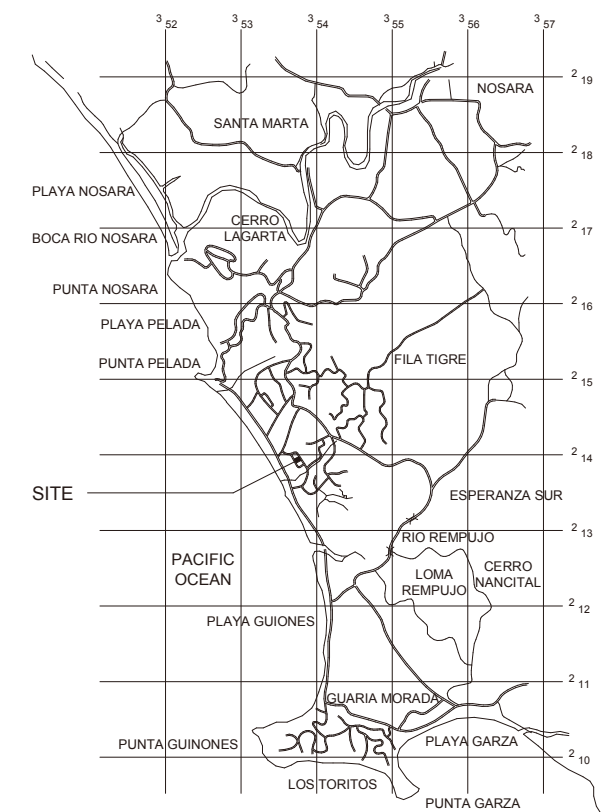 3 52 3 53 3 54 3 55 3 56 3 57
2 19
NOSARA
SANTA MARTA
2 18
PLAYA NOSARA
CERRO
LAGARTA
2 17
BOCA RIO NOSARA
PUNTA NOSARA
2 16
PLAYA PELADA
FILA TIGRE
PUNTA PELADA
2 15
2 14
SITE
ESPERANZA SUR
2 13
RIO REMPUJO
PACIFIC
OCEAN
CERRO
NANCITAL
LOMA
REMPUJO
2 12
PLAYA GUIONES
2 11
GUARIA MORADA
PUNTA GUINONES
PLAYA GARZA
2 10
LOS TORITOS
PUNTA GARZA